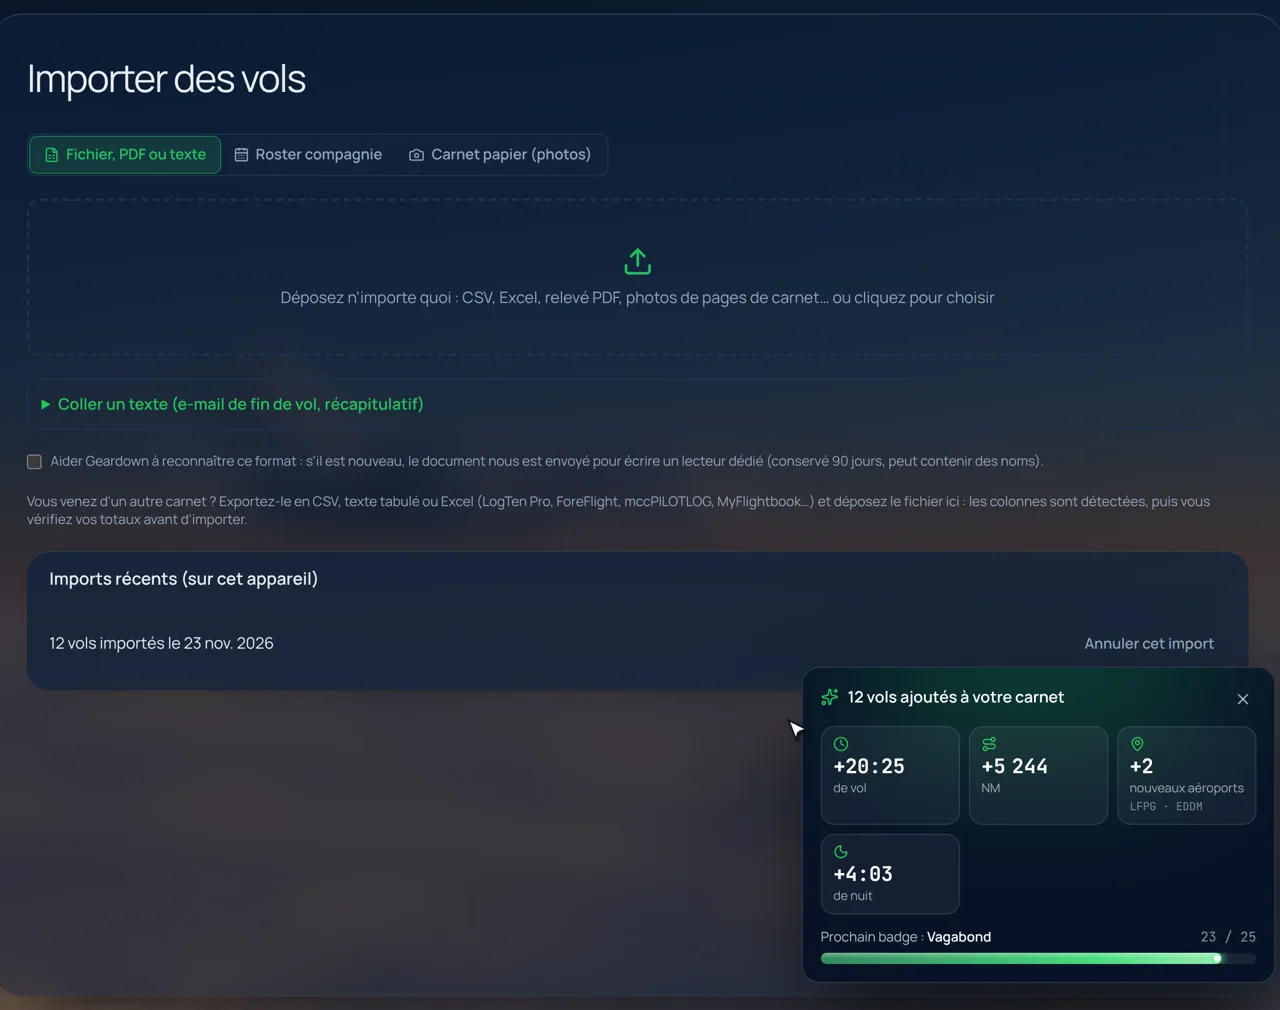 Importer des vols
Fichier, PDF ou texte
Roster compagnie
Carnet papier (photos)
Déposez n'importe quoi : CSV, Excel, relevé PDF, photos de pages de carnet… ou cliquez pour choisir
Coller un texte (e-mail de fin de vol, récapitulatif)
Aider Geardown à reconnaître ce format : s'il est nouveau, le document nous est envoyé pour écrire un lecteur dédié (conservé 90 jours, peut contenir des noms).
Vous venez d'un autre carnet ? Exportez-le en CSV, texte tabulé ou Excel (LogTen Pro, ForeFlight, mccPILOTLOG, MyFlightbook…) et déposez le fichier ici : les colonnes sont détectées, puis vous
vérifiez vos totaux avant d'importer.
Imports récents (sur cet appareil)
12 vols importés le 23 nov. 2026
Annuler cet import
12 vols ajoutés à votre carnet
+20:25
de vol
+5 244
NM
+2
nouveaux aéroports
LFPG · EDDM
+4:03
de nuit
Prochain badge : Vagabond
23 / 25